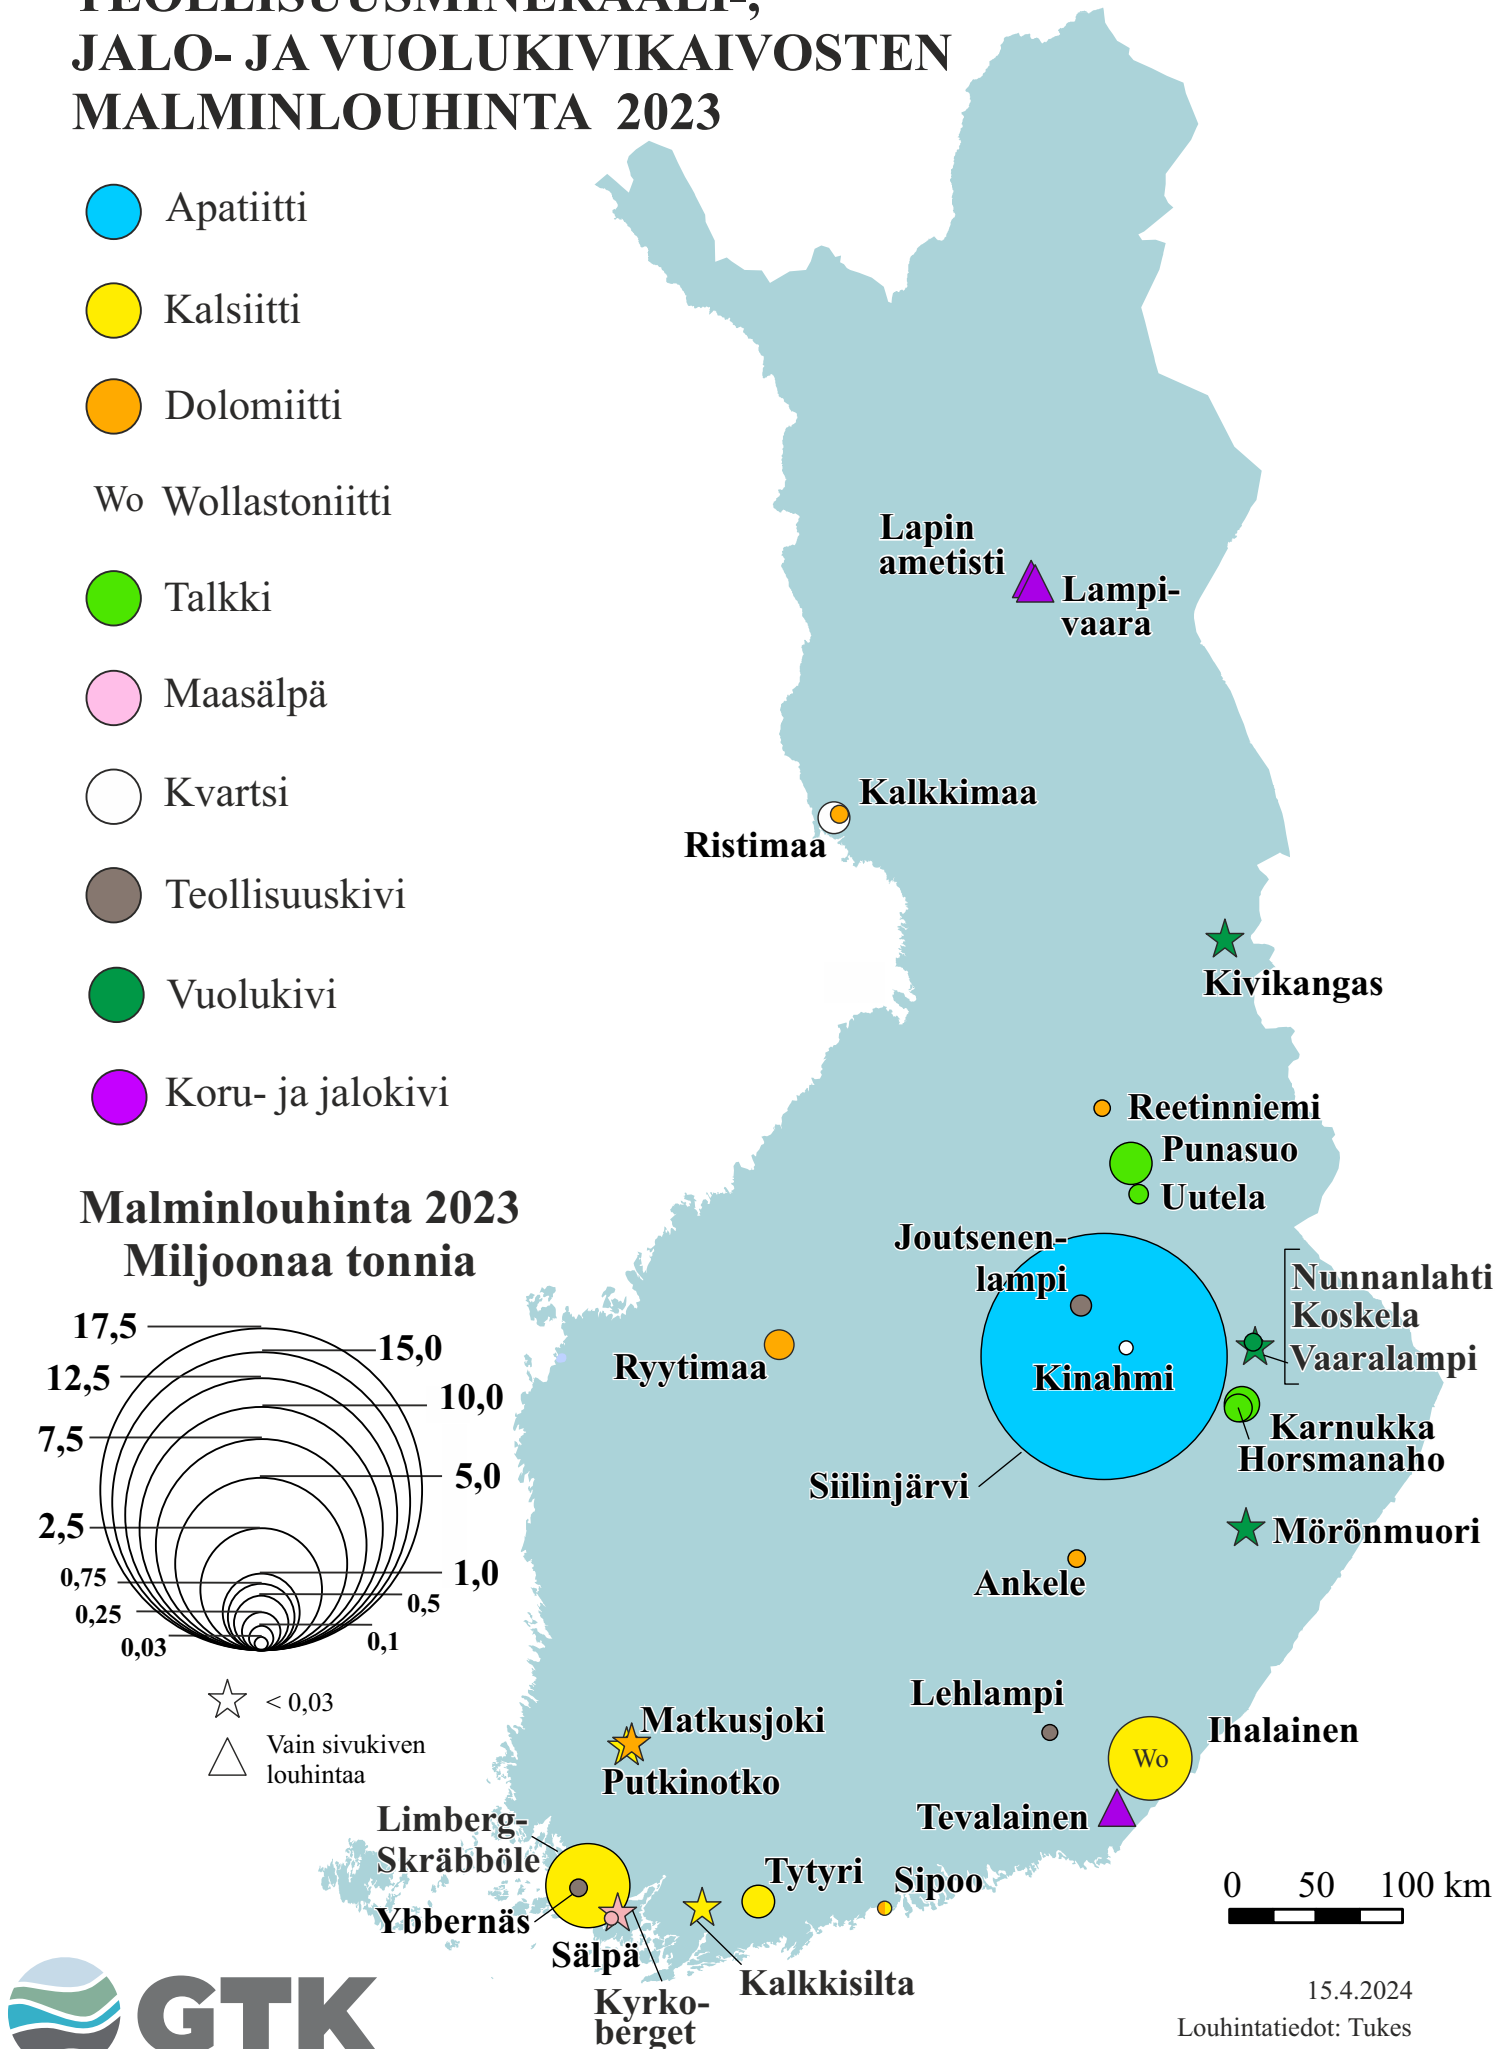 TEOLLISUUSMINERAALI-,
JALO- JA VUOLUKIVIKAIVOSTEN
MALMINLOUHINTA 2023
Apatiitti
Kalsiitti
Dolomiitti
Wo Wollastoniitti
Talkki
Maasälpä
Kvartsi
Teollisuuskivi
Vuolukivi
Koru- ja jalokivi
Malminlouhinta 2023
Miljoonaa tonnia
17,5
15,0
12,5
10,0
7,5
5,0
2,5
1,0
0,75
0,5
0,25
0,1
0,03
< 0,03
Vain sivukiven
louhintaa
Lapin
ametisti
Lampi-
vaara
Kalkkimaa
Ristimaa
Kivikangas
Reetinniemi
Punasuo
Uutela
Joutsenen-
lampi
Nunnanlahti
Koskela
Vaaralampi
Ryytimaa
Kinahmi
Karnukka
Horsmanaho
Siilinjärvi
Mörönmuori
Ankele
Lehlampi
Matkusjoki
Putkinotko
Ihalainen
Wo
Tevalainen
Limberg-
Skräbböle
Ybbernäs
Tytyri
Sipoo
Sälpä
Kalkkisilta
Kyrko-
berget
0 50 100 km
GTK
15.4.2024
Louhintatiedot: Tukes